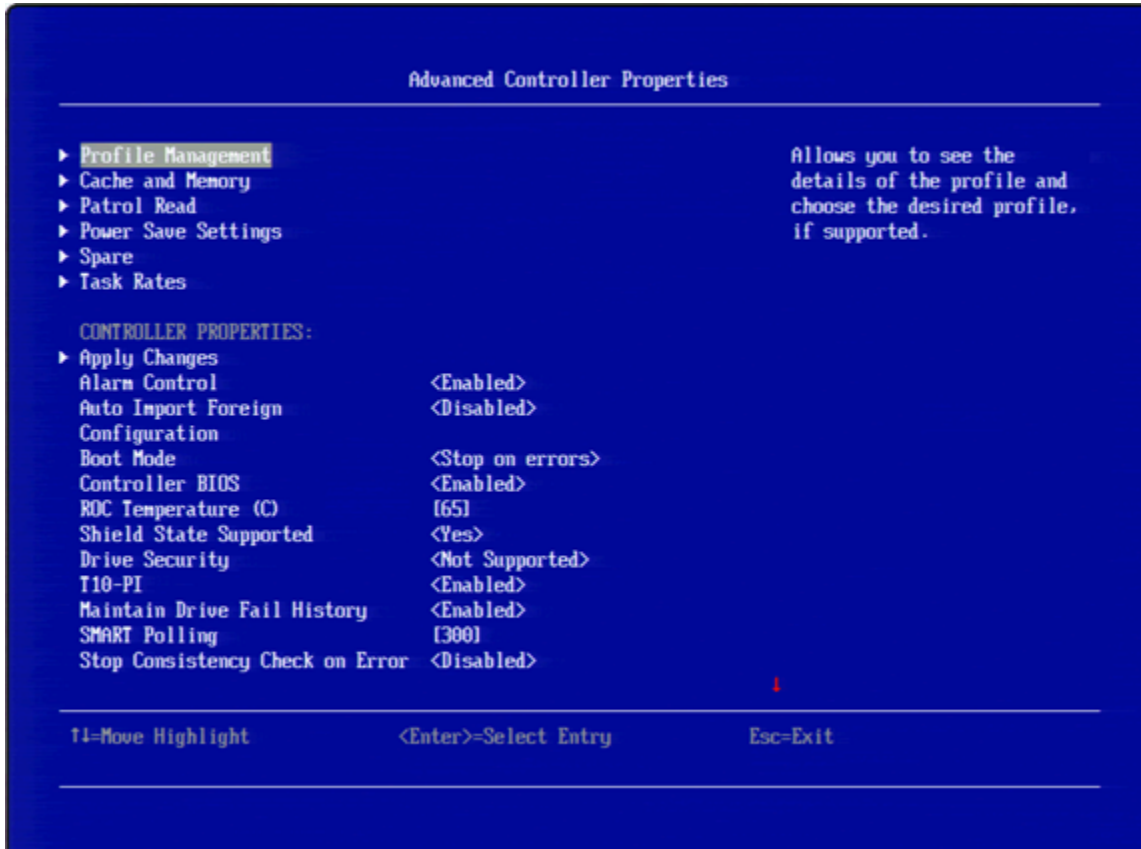 Advanced Controller Properties
▶ Profile Management
▶ Cache and Memory
▶ Patrol Read
▶ Power Save Settings
▶ Spare
▶ Task Rates
Allows you to see the
details of the profile and
choose the desired profile,
if supported.
CONTROLLER PROPERTIES:
▶ Apply Changes
Alarm Control <Enabled>
Auto Import Foreign <Disabled>
Configuration
Boot Mode <Stop on errors>
Controller BIOS <Enabled>
ROC Temperature (C) [65]
Shield State Supported <Yes>
Drive Security <Not Supported>
T10-PI <Enabled>
Maintain Drive Fail History <Enabled>
SMART Polling [300]
Stop Consistency Check on Error <Disabled>
↓
↑↓=Move Highlight <Enter>=Select Entry Esc=Exit